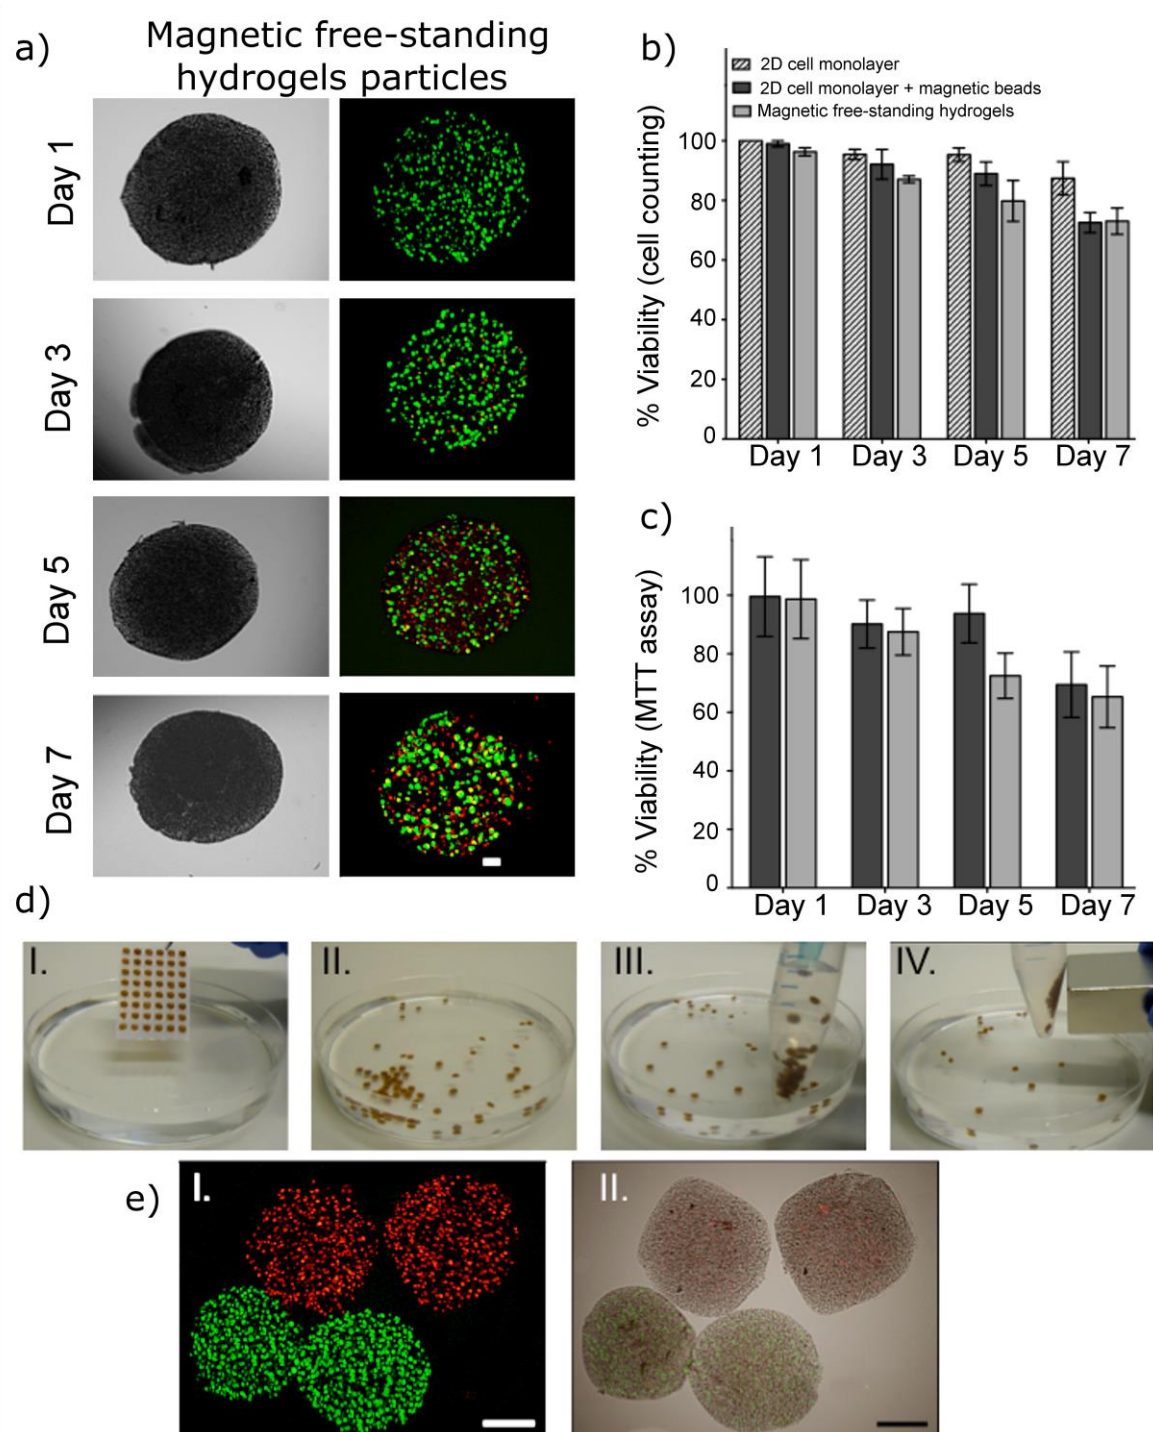 a)
Magnetic free-standing
hydrogels particles
Day 1
Day 3
Day 5
Day 7
b)
2D cell monolayer
2D cell monolayer + magnetic beads
Magnetic free-standing hydrogels
% Viability (cell counting)
100
80
60
40
20
0
Day 1 Day 3 Day 5 Day 7
c)
% Viability (MTT assay)
100
80
60
40
20
0
Day 1 Day 3 Day 5 Day 7
d)
I. II. III. IV.
e)
I. II.